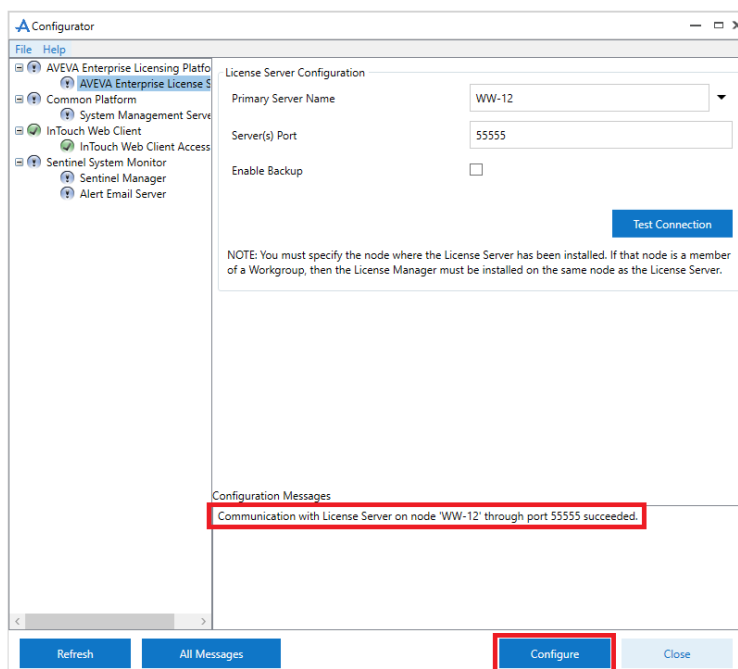 Configurator
File Help
AVEVA Enterprise Licensing Platfo
AVEVA Enterprise License S
Common Platform
System Management Serve
InTouch Web Client
InTouch Web Client Access
Sentinel System Monitor
Sentinel Manager
Alert Email Server
License Server Configuration
Primary Server Name
WW-12
Server(s) Port
55555
Enable Backup
Test Connection
NOTE: You must specify the node where the License Server has been installed. If that node is a member
of a Workgroup, then the License Manager must be installed on the same node as the License Server.
Configuration Messages
Communication with License Server on node 'WW-12' through port 55555 succeeded.
Refresh
All Messages
Configure
Close